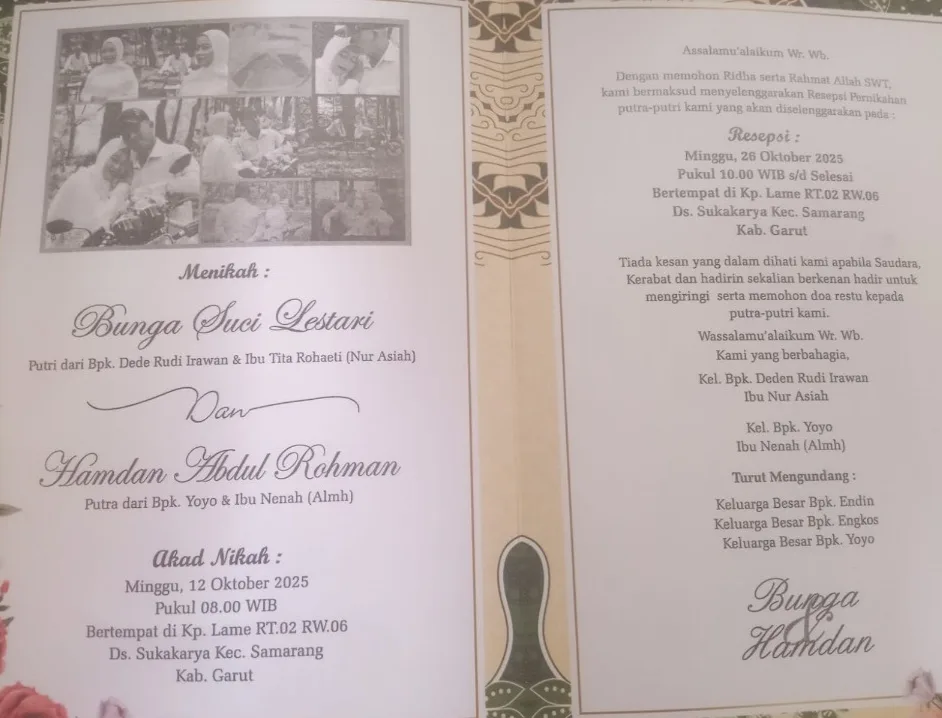 Menikah :
Bunga Suci Lestari
Putri dari Bpk. Dede Rudi Irawan & Ibu Tita Rohaeti (Nur Asiah)
Dan
Hamdan Abdul Rohman
Putra dari Bpk. Yoyo & Ibu Nenah (Almh)
Akad Nikah :
Minggu, 12 Oktober 2025
Pukul 08.00 WIB
Bertempat di Kp. Lame RT.02 RW.06
Ds. Sukakarya Kec. Samarang
Kab. Garut
Assalamu'alaikum Wr. Wb.
Dengan memohon Ridha serta Rahmat Allah SWT,
kami bermaksud menyelenggarakan Resepsi Pernikahan
putra-putri kami yang akan diselenggarakan pada :
Resepsi :
Minggu, 26 Oktober 2025
Pukul 10.00 WIB s/d Selesai
Bertempat di Kp. Lame RT.02 RW.06
Ds. Sukakarya Kec. Samarang
Kab. Garut
Tiada kesan yang dalam dihati kami apabila Saudara,
Kerabat dan hadirin sekalian berkenan hadir untuk
mengiringi serta memohon doa restu kepada
putra-putri kami.
Wassalamu'alaikum Wr. Wb.
Kami yang berbahagia,
Kel. Bpk. Deden Rudi Irawan
Ibu Nur Asiah
Kel. Bpk. Yoyo
Ibu Nenah (Almh)
Turut Mengundang :
Keluarga Besar Bpk. Endin
Keluarga Besar Bpk. Engkos
Keluarga Besar Bpk. Yoyo
Bunga
&
Hamdan